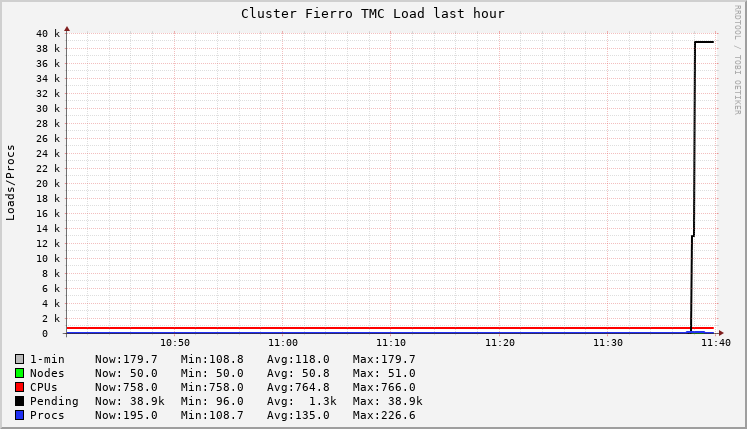 Cluster Fierro TMC Load last hour
RRDTOOL / TOBI OETIKER
Loads/Procs
40 k
38 k
36 k
34 k
32 k
30 k
28 k
26 k
24 k
22 k
20 k
18 k
16 k
14 k
12 k
10 k
8 k
6 k
4 k
2 k
0
10:50 11:00 11:10 11:20 11:30 11:40
1-min Now:179.7 Min:108.8 Avg:118.0 Max:179.7
Nodes Now: 50.0 Min: 50.0 Avg: 50.8 Max: 51.0
CPUs Now:758.0 Min:758.0 Avg:764.8 Max:766.0
Pending Now: 38.9k Min: 96.0 Avg: 1.3k Max: 38.9k
Procs Now:195.0 Min:108.7 Avg:135.0 Max:226.6